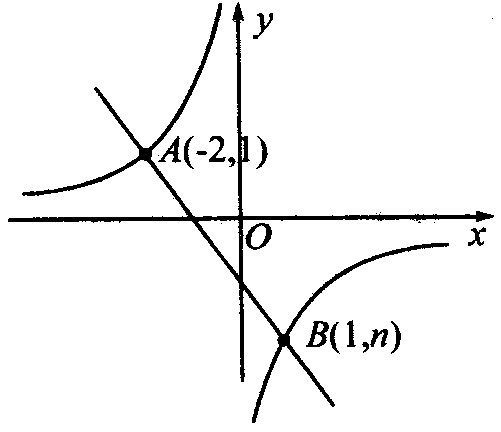 y
A(-2,1)
O
x
B(1,n)